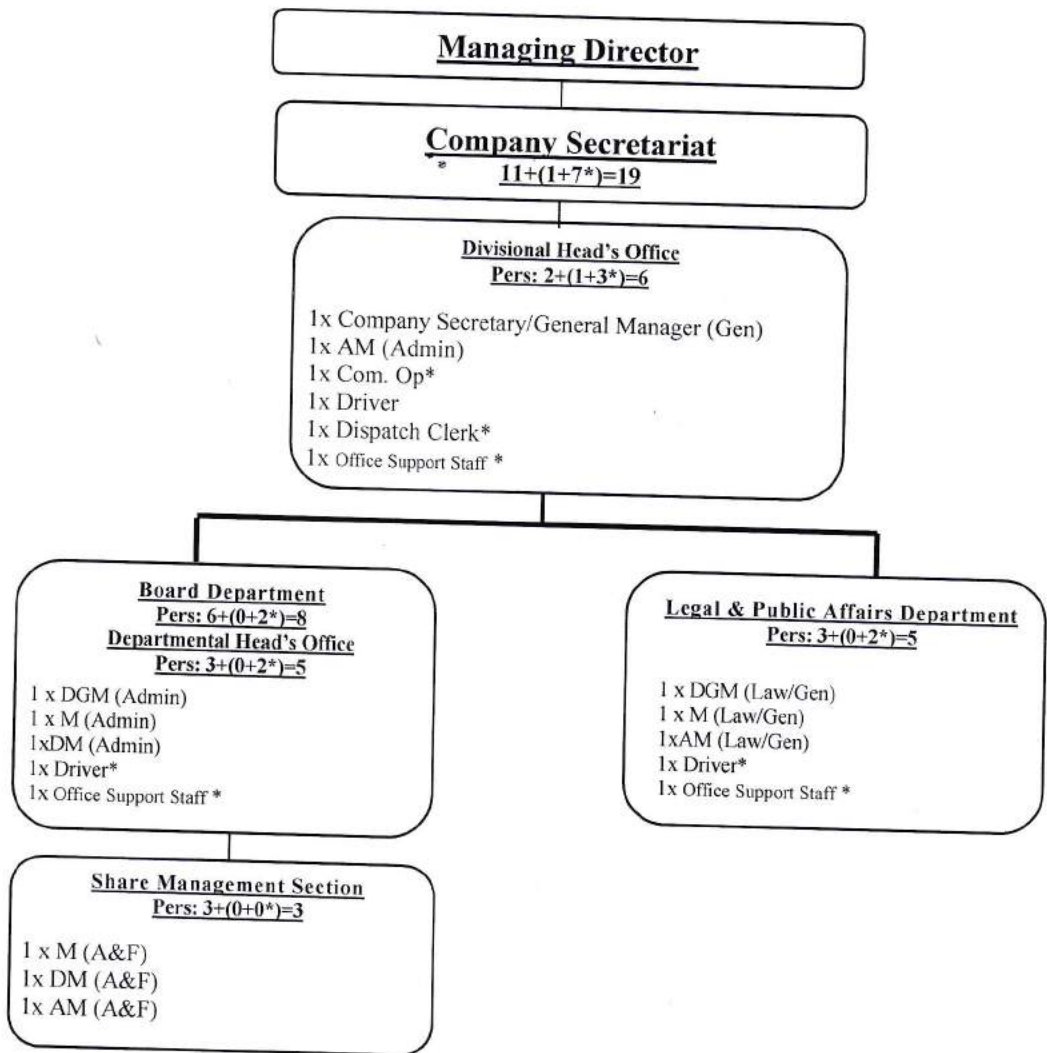 Managing Director
Company Secretariat
11+(1+7*)=19
Divisional Head's Office
Pers: 2+(1+3*)=6
1x Company Secretary/General Manager (Gen)
1x AM (Admin)
1x Com. Op*
1x Driver
1x Dispatch Clerk*
1x Office Support Staff *
Board Department
Pers: 6+(0+2*)=8
Departmental Head's Office
Pers: 3+(0+2*)=5
1 x DGM (Admin)
1 x M (Admin)
1xDM (Admin)
1x Driver*
1x Office Support Staff *
Legal & Public Affairs Department
Pers: 3+(0+2*)=5
1 x DGM (Law/Gen)
1 x M (Law/Gen)
1xAM (Law/Gen)
1x Driver*
1x Office Support Staff *
Share Management Section
Pers: 3+(0+0*)=3
1 x M (A&F)
1x DM (A&F)
1x AM (A&F)